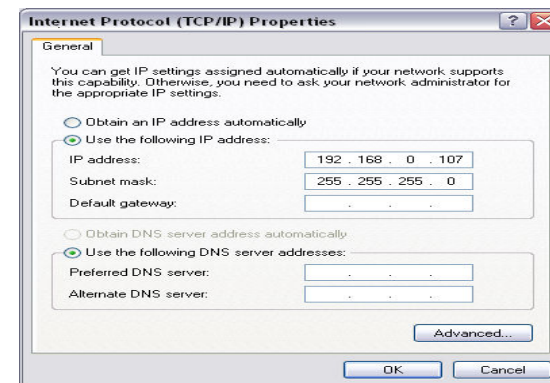 Internet Protocol (TCP/IP) Properties
General
You can get IP settings assigned automatically if your network supports
this capability. Otherwise, you need to ask your network administrator for
the appropriate IP settings.
Obtain an IP address automatically
Use the following IP address:
IP address: 192 . 168 . 0 . 107
Subnet mask: 255 . 255 . 255 . 0
Default gateway: . . .
Obtain DNS server address automatically
Use the following DNS server addresses:
Preferred DNS server: . . .
Alternate DNS server: . . .
Advanced...
OK Cancel